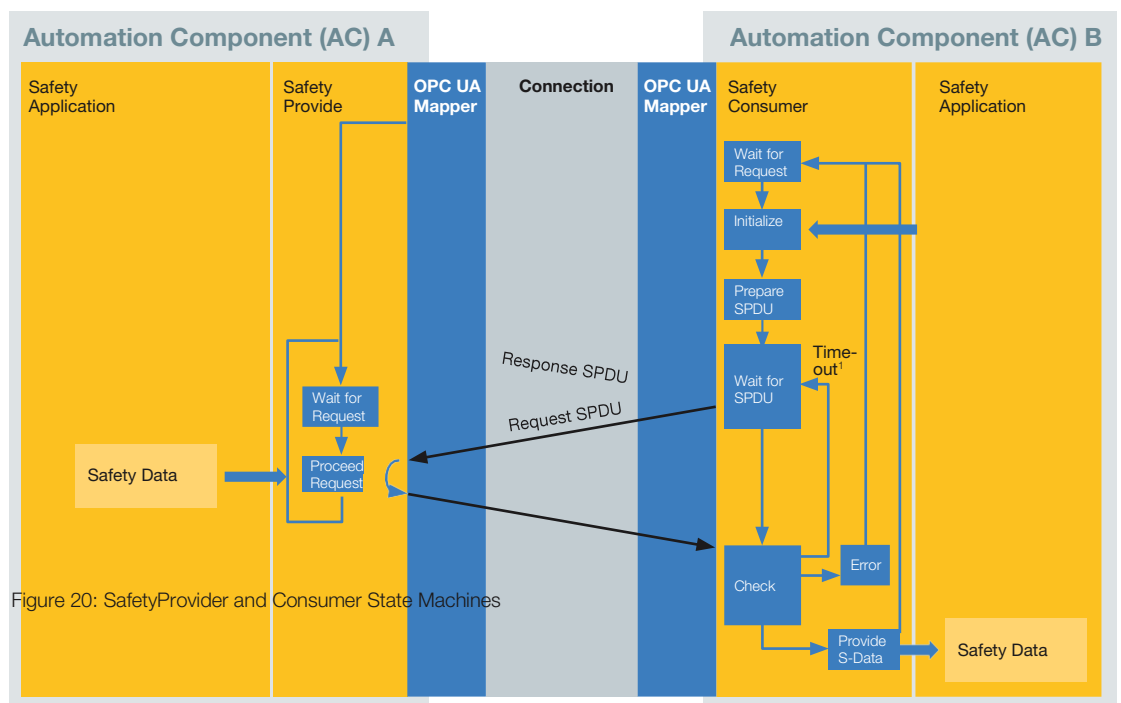 Automation Component (AC) A
Automation Component (AC) B
Safety
Application
Safety
Provide
OPC UA
Mapper
Connection
OPC UA
Mapper
Safety
Consumer
Safety
Application
Wait for
Request
Initialize
Prepare
SPDU
Time-
out¹
Wait for
SPDU
Response SPDU
Request SPDU
Wait for
Request
Proceed
Request
Safety Data
Check
Error
Figure 20: SafetyProvider and Consumer State Machines
Provide
S-Data
Safety Data